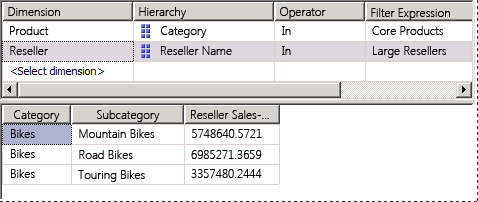 Dimension Hierarchy Operator Filter Expression
Product Category In Core Products
Reseller Reseller Name In Large Resellers
<Select dimension>
Category Subcategory Reseller Sales-...
Bikes Mountain Bikes 5748640.5721
Bikes Road Bikes 6985271.3659
Bikes Touring Bikes 3357480.2444